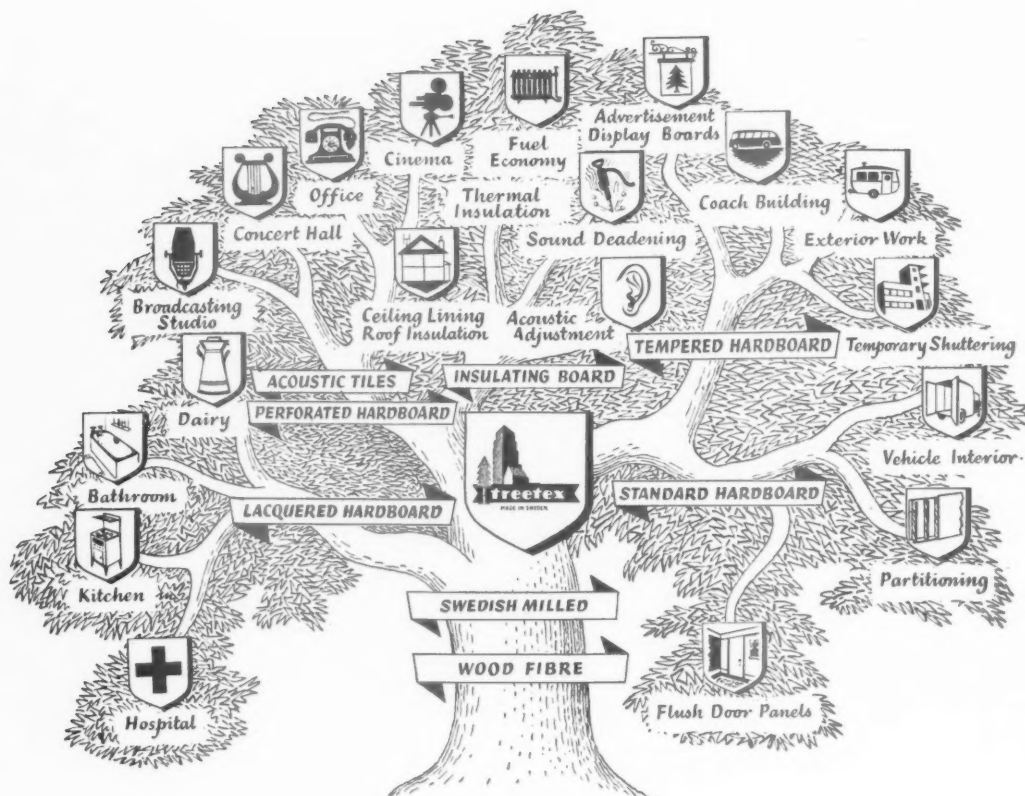 Advertisement
Display Boards
Cinema
Fuel
Economy
Office
Thermal
Insulation
Coach Building
Concert Hall
Sound Deadening
Exterior Work
Broadcasting
Studio
Ceiling Lining
Roof Insulation
Acoustic
Adjustment
TEMPERED HARDBOARD
Temporary Shuttering
ACOUSTIC TILES
INSULATING BOARD
Dairy
PERFORATED HARDBOARD
Vehicle Interior
treetex
MADE IN SWEDEN
Bathroom
LACQUERED HARDBOARD
STANDARD HARDBOARD
Kitchen
Partitioning
SWEDISH MILLED
WOOD FIBRE
Hospital
Flush Door Panels